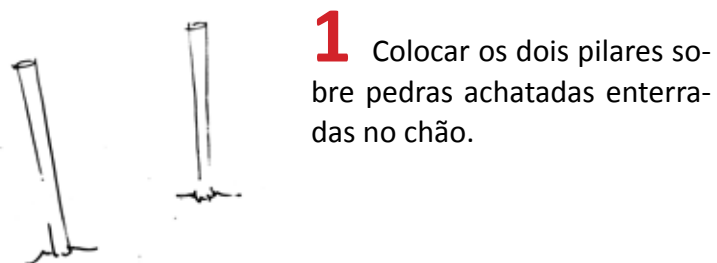 1 Colocar os dois pilares so-
bre pedras achatadas enterra-
das no chão.